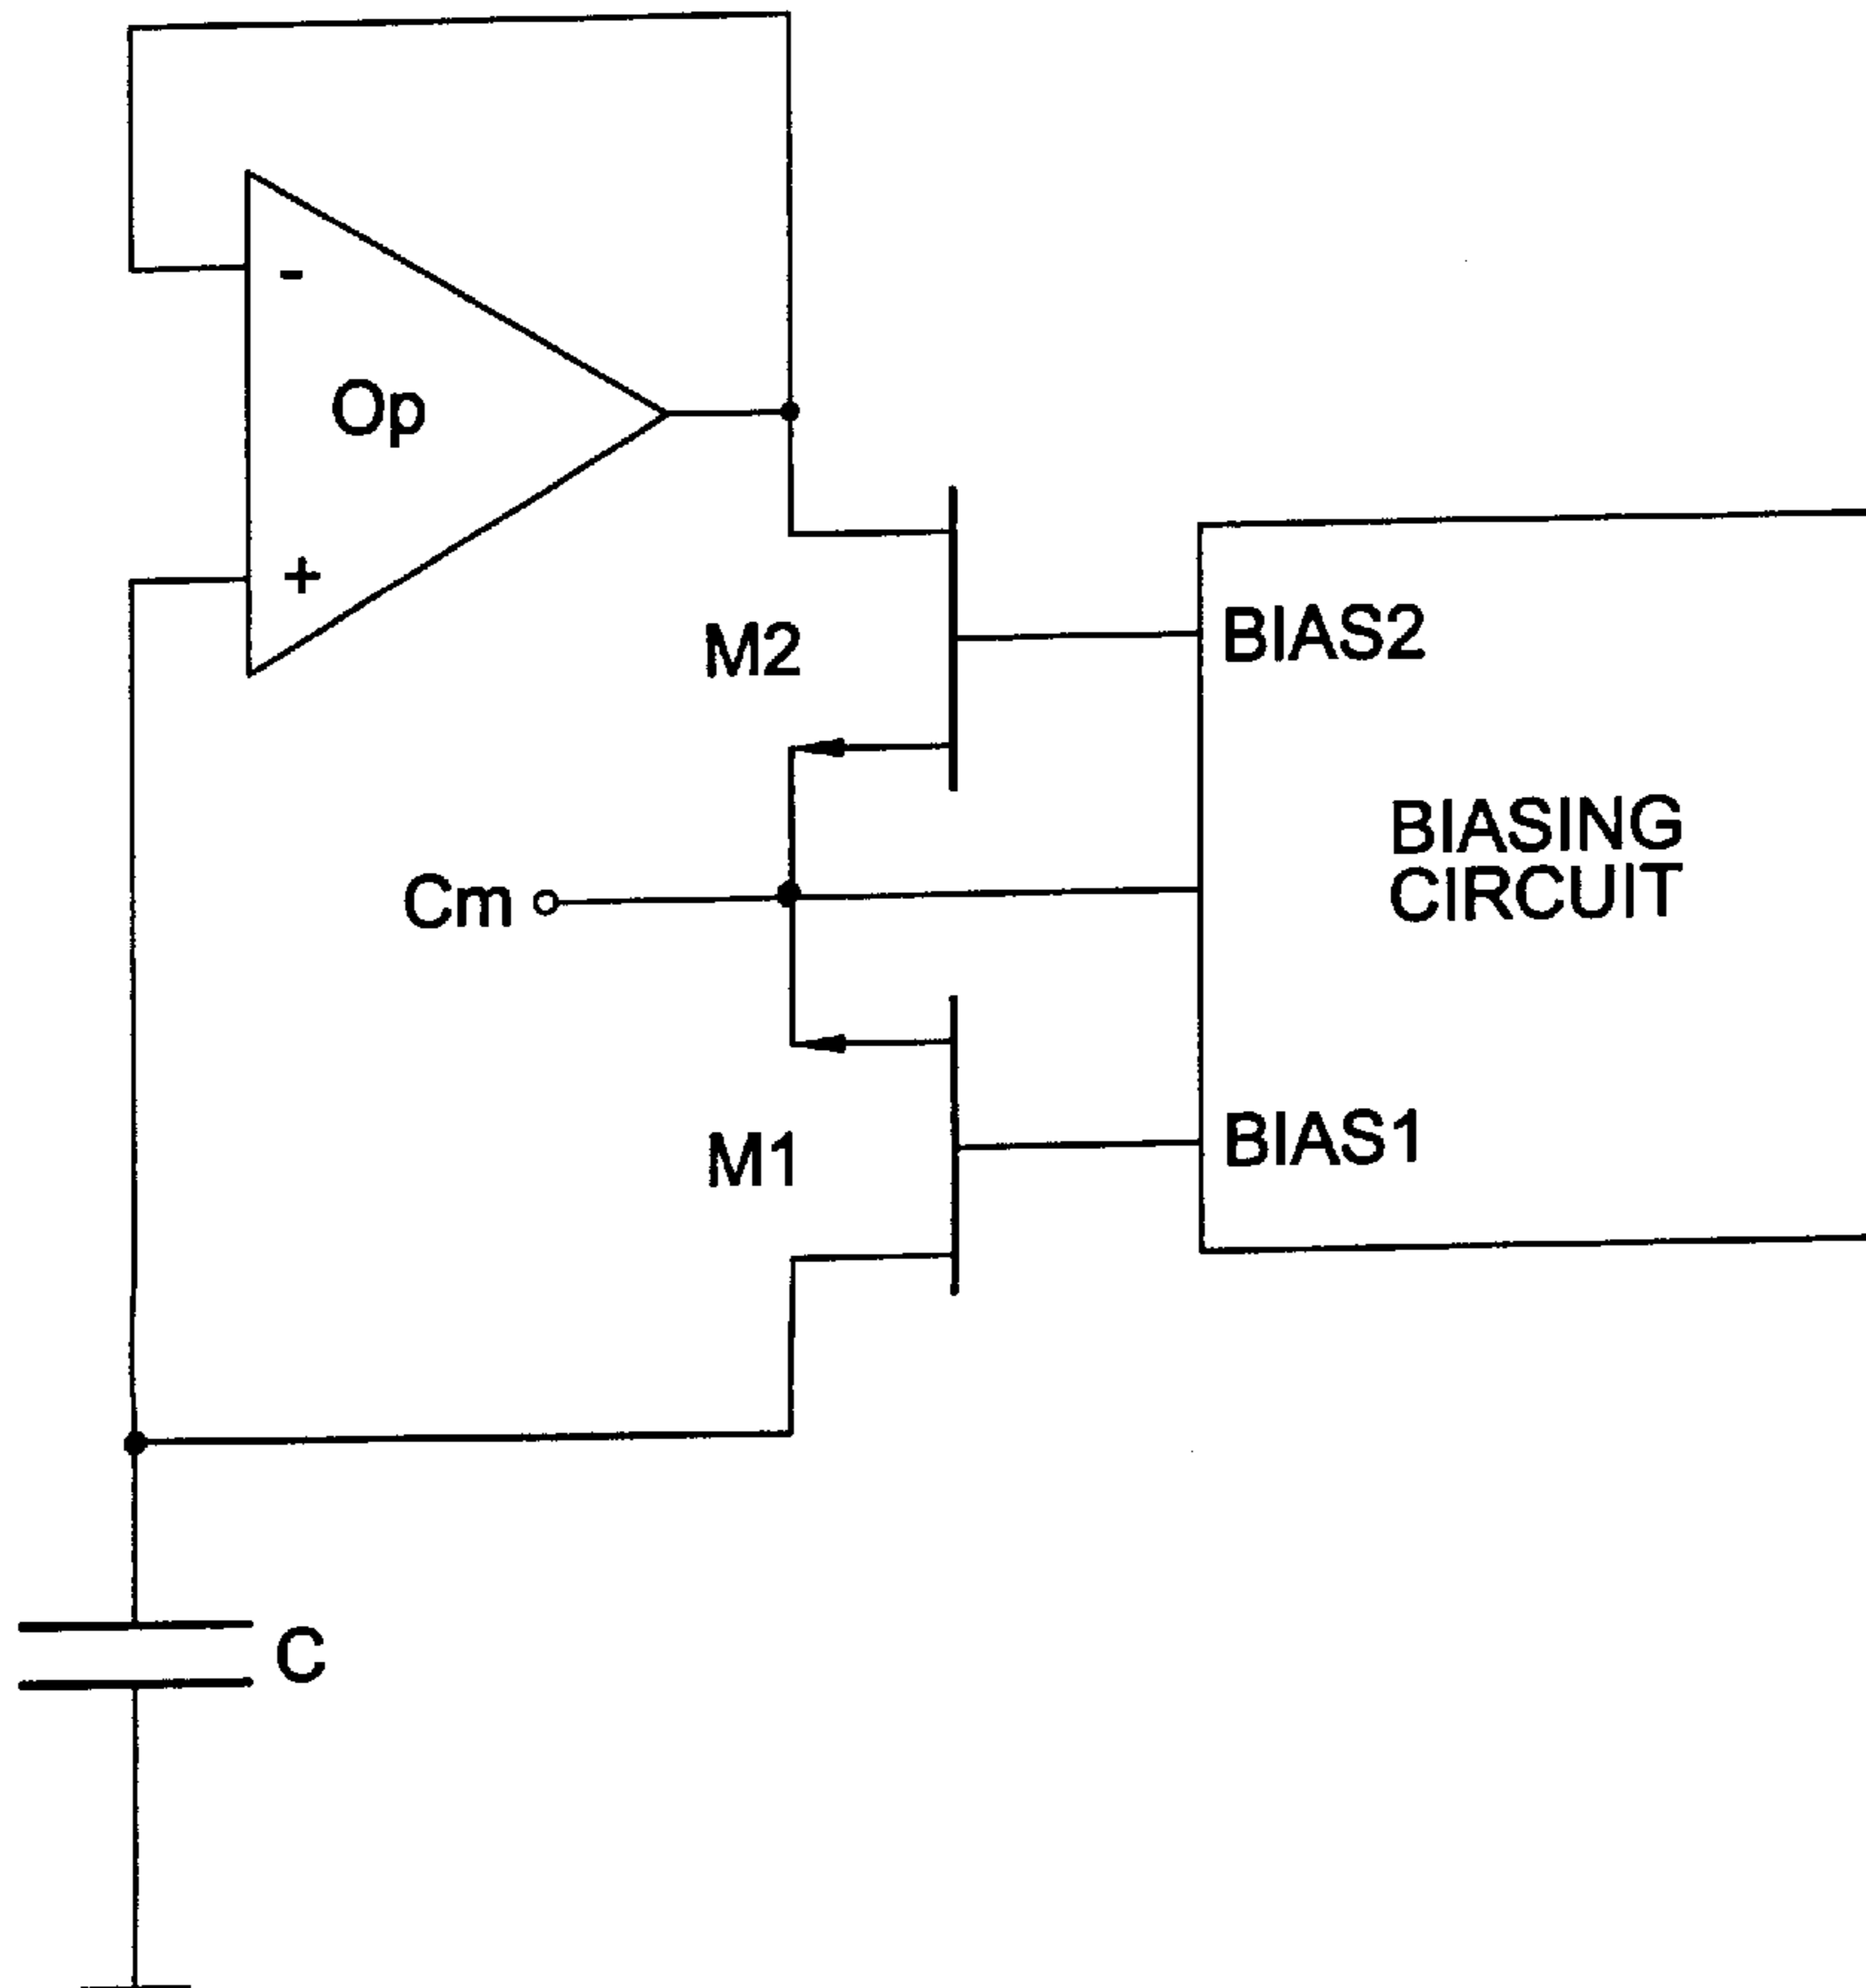 -
Op
+
M2
BIAS2
BIASING
CIRCUIT
Cm
M1
BIAS1
C